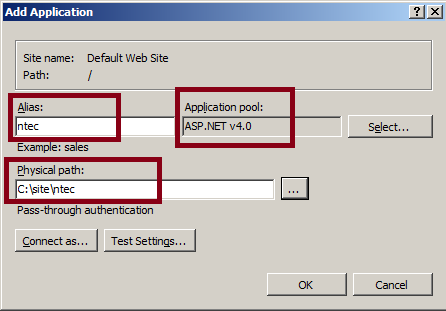 Add Application
Site name: Default Web Site
Path: /
Alias: Application pool:
ntec ASP.NET v4.0 Select...
Example: sales
Physical path:
C:\site\ntec ...
Pass-through authentication
Connect as... Test Settings...
OK Cancel